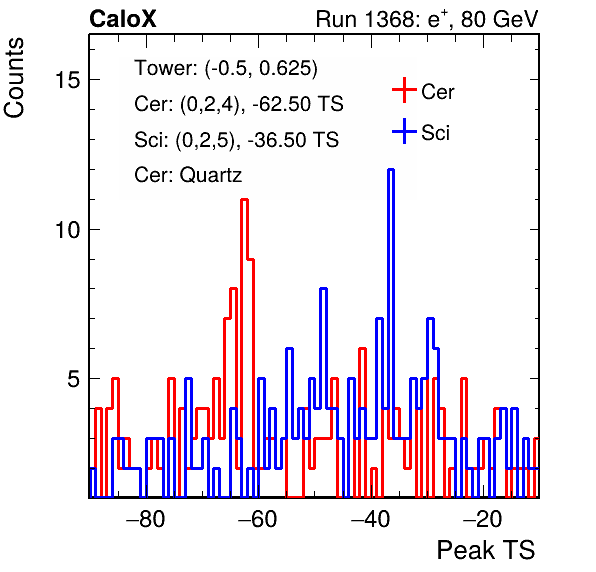 CaloX Run 1368: e⁺, 80 GeV
Counts
Tower: (-0.5, 0.625)
Cer: (0,2,4), -62.50 TS
Sci: (0,2,5), -36.50 TS
Cer: Quartz
Cer
Sci
15
10
5
−80 −60 −40 −20
Peak TS